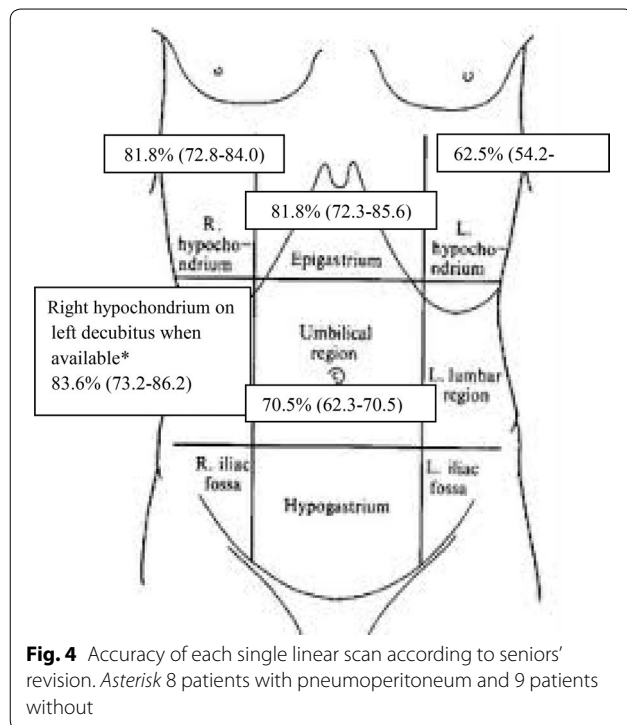 81.8% (72.8-84.0)
62.5% (54.2-
81.8% (72.3-85.6)
R.
hypocho-
ndrium
Epigastrium
L.
hypocho-
ndrium
Right hypochondrium on
left decubitus when
available*
83.6% (73.2-86.2)
Umbilical
region
L. lumbar
region
70.5% (62.3-70.5)
R. iliac
fossa
L. iliac
fossa
Hypogastrium
Fig. 4 Accuracy of each single linear scan according to seniors’
revision. Asterisk 8 patients with pneumoperitoneum and 9 patients
without